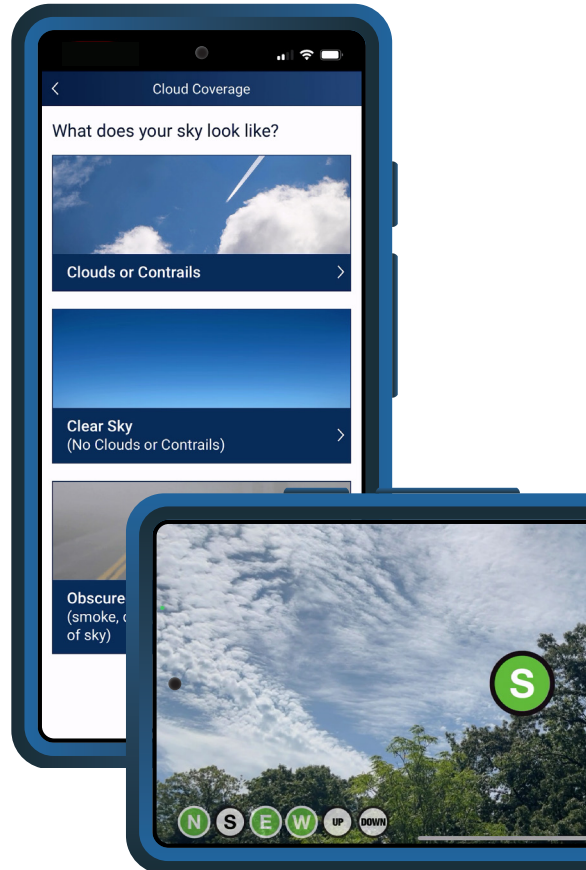 Cloud Coverage
What does your sky look like?
Clouds or Contrails
Clear Sky
(No Clouds or Contrails)
Obscure
(smoke,
of sky)
S
N S E W UP DOWN